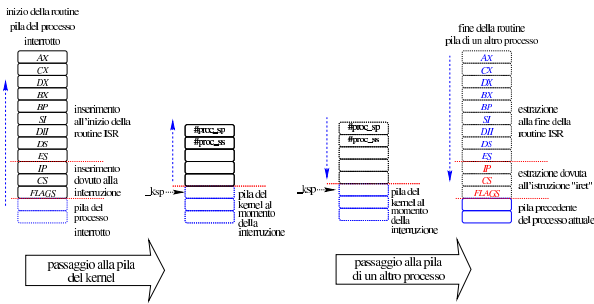 inizio della routine
pila del processo
interrotto
AX
CX
DX
BX
BP
SI
DII
DS
ES
IP
CS
FLAGS
inserimento
all'inizio della
routine ISR
inserimento
dovuto alla
interruzione
pila del
processo
interrotto
#proc_sp
#proc_ss
_ksp
pila del
kernel al
momento
della
interruzione
passaggio alla pila
del kernel
#proc_sp
#proc_ss
_ksp
pila del
kernel al
momento
della
interruzione
fine della routine
pila di un altro processo
AX
CX
DX
BX
BP
SI
DII
DS
ES
IP
CS
FLAGS
estrazione
alla fine della
routine ISR
estrazione dovuta
all'istruzione "iret"
pila precedente
del processo attuale
passaggio alla pila
di un altro processo